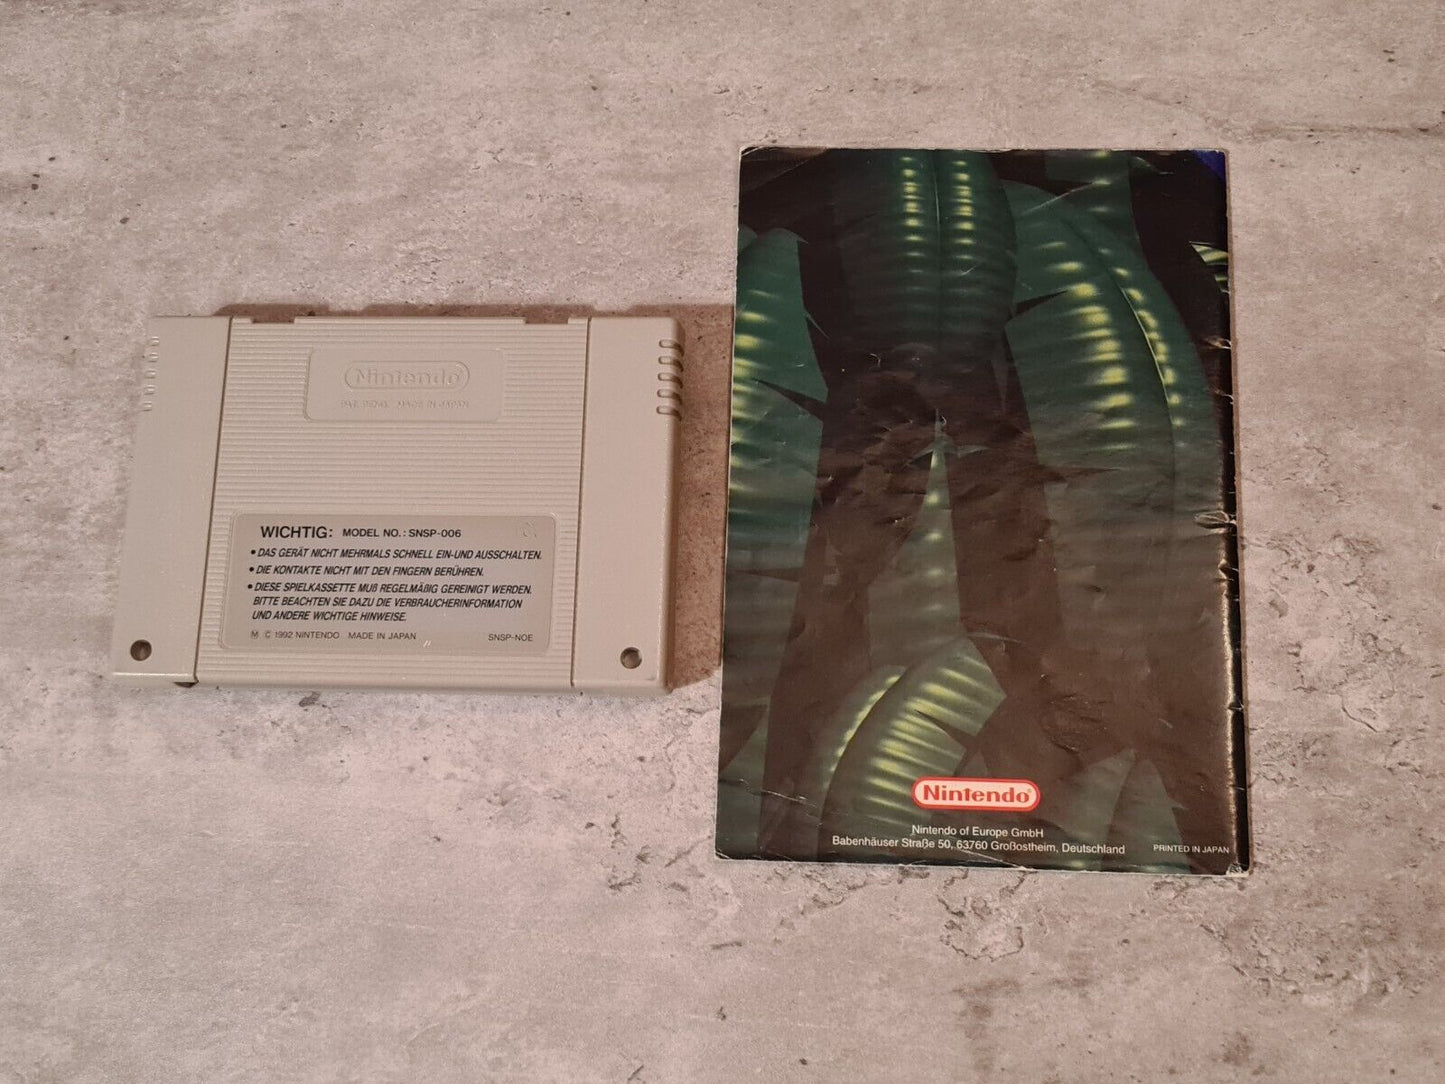 Nintendo
MADE IN JAPAN
WICHTIG: MODEL NO.: SNSP-006
• DAS GERÄT NICHT MEHRMALS SCHNELL EIN-UND AUSSCHALTEN.
• DIE KONTAKTE NICHT MIT DEN FINGERN BERÜHREN.
• DIESE SPIELKASSETTE MUß REGELMÄßIG GEREINIGT WERDEN.
BITTE BEACHTEN SIE DAZU DIE VERBRAUCHERINFORMATION
UND ANDERE WICHTIGE HINWEISE.
Ⓜ © 1992 NINTENDO MADE IN JAPAN SNSP-NOE
Nintendo®
Nintendo of Europe GmbH
Babenhäuser Straße 50, 63760 Großostheim, Deutschland
PRINTED IN JAPAN